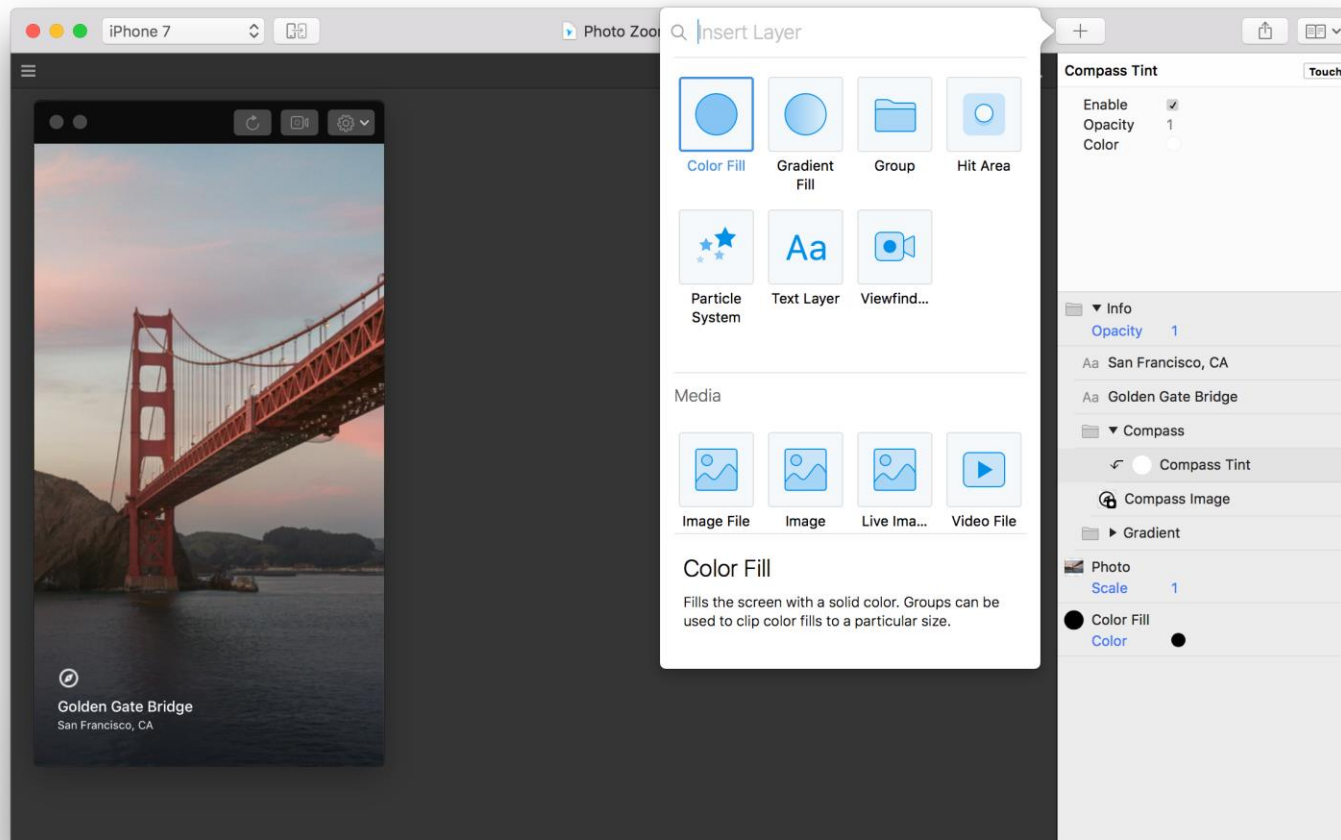 iPhone 7
Photo Zoo
Insert Layer
Color Fill
Gradient
Fill
Group
Hit Area
Particle
System
Aa
Text Layer
Viewfind...
Media
Image File
Image
Live Ima...
Video File
Color Fill
Fills the screen with a solid color. Groups can be
used to clip color fills to a particular size.
Golden Gate Bridge
San Francisco, CA
Compass Tint
Touch
Enable
Opacity 1
Color
Info
Opacity 1
Aa San Francisco, CA
Aa Golden Gate Bridge
Compass
Compass Tint
Compass Image
Gradient
Photo
Scale 1
Color Fill
Color